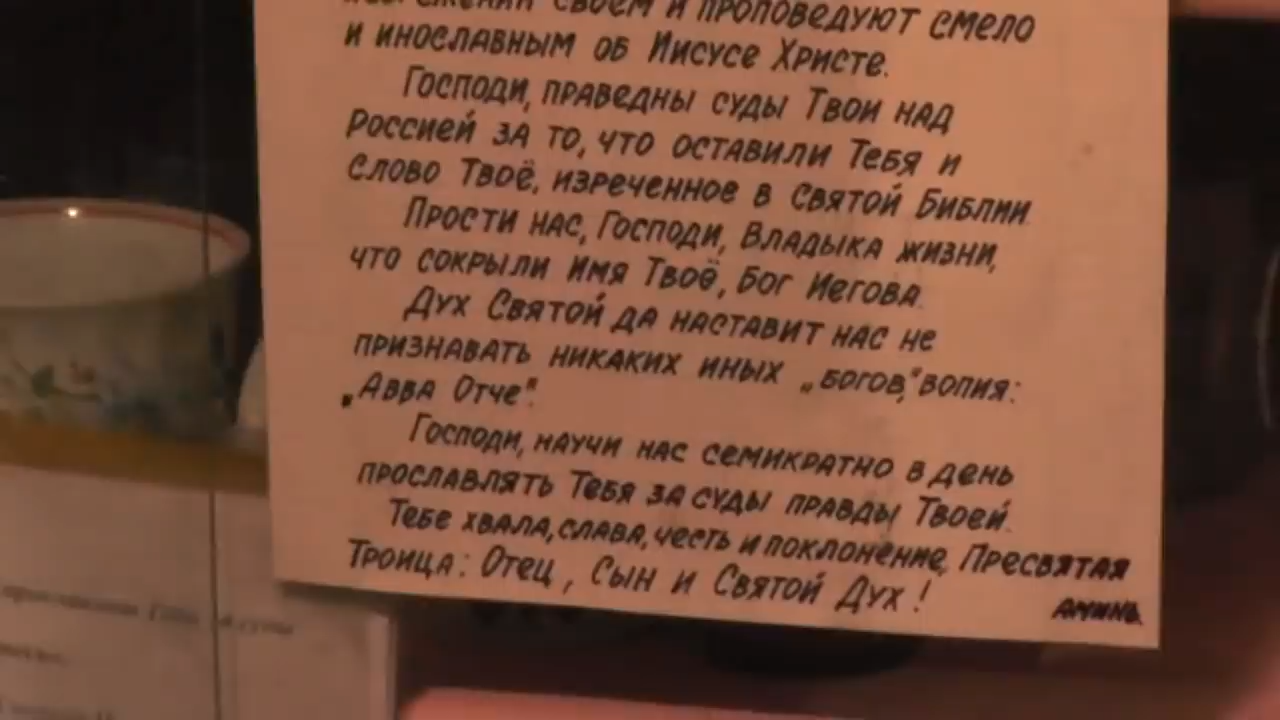 своем и проповедуют смело
и инославным об Иисусе Христе.
Господи, праведны суды Твои над
Россией за то, что оставили Тебя и
Слово Твоё, изреченное в Святой Библии
Прости нас, Господи, Владыка жизни,
что сокрыли имя Твоё, Бог Иегова.
Дух Святой да наставит нас не
признавать никаких иных „богов,“ вопия:
„Авва Отче“.
Господи, научи нас семикратно в день
прославлять Тебя за суды правды Твоей.
Тебе хвала, слава, честь и поклонение, Пресвятая
Троица: Отец, Сын и Святой Дух!
Аминь.